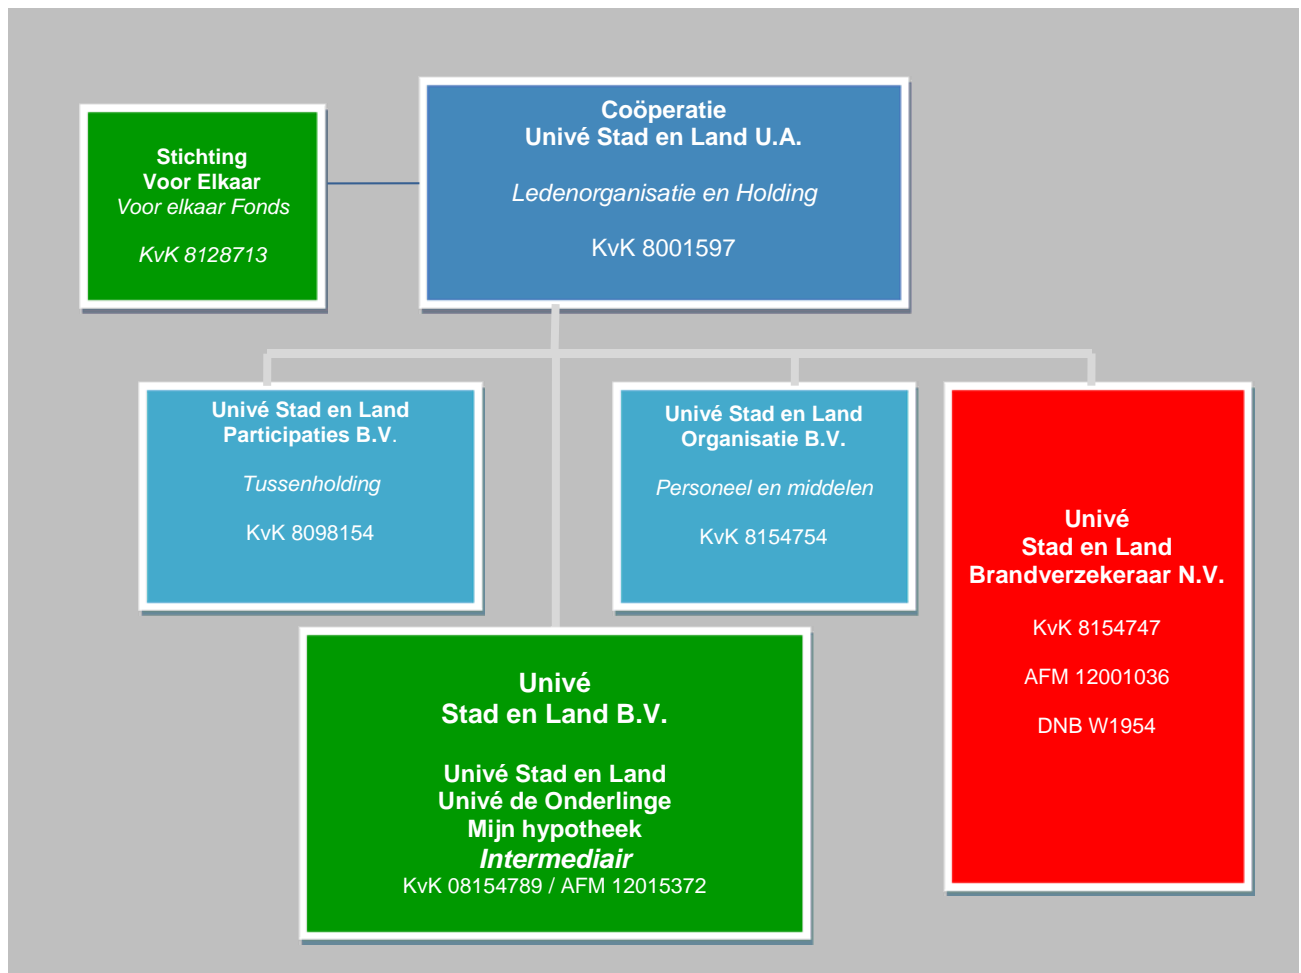 Stichting
Voor Elkaar
Voor elkaar Fonds
KvK 8128713
Coöperatie
Univé Stad en Land U.A.
Ledenorganisatie en Holding
KvK 8001597
Univé Stad en Land
Participaties B.V.
Tussenholding
KvK 8098154
Univé Stad en Land
Organisatie B.V.
Personeel en middelen
KvK 8154754
Univé
Stad en Land
Brandverzekeraar N.V.
KvK 8154747
AFM 12001036
DNB W1954
Univé
Stad en Land B.V.
Univé Stad en Land
Univé de Onderlinge
Mijn hypotheek
Intermediair
KvK 08154789 / AFM 12015372